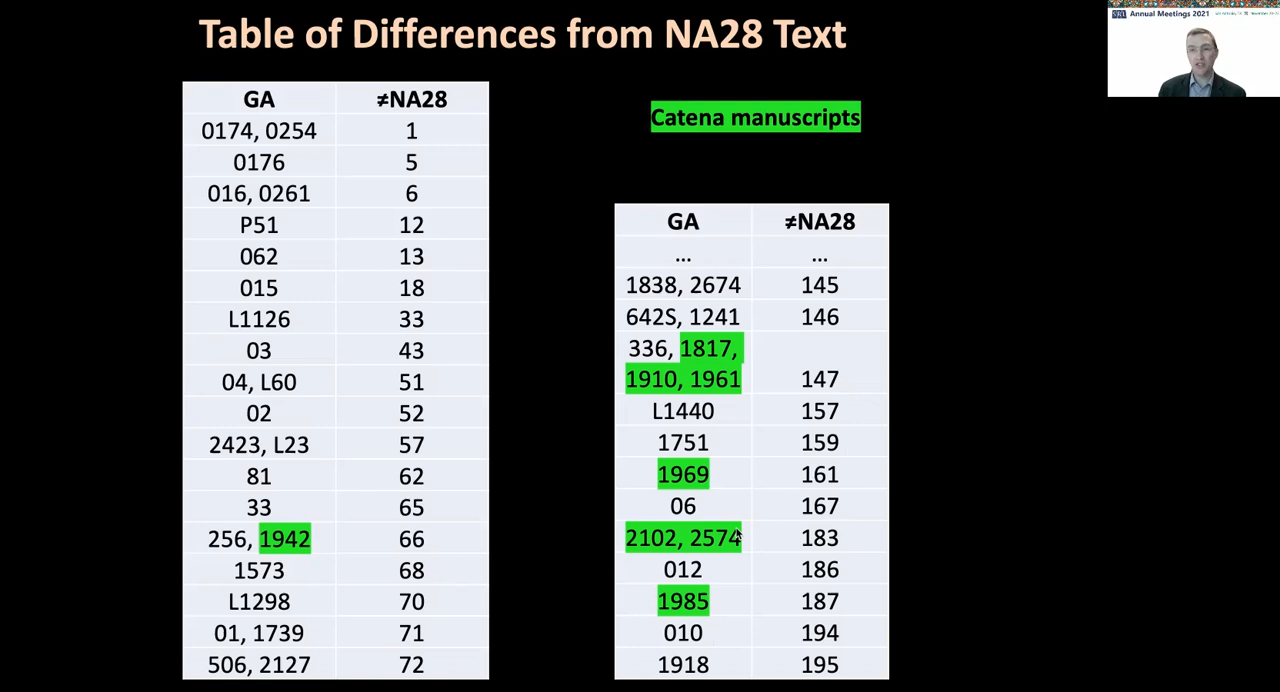 Table of Differences from NA28 Text
GA ≠NA28
0174, 0254 1
0176 5
016, 0261 6
P51 12
062 13
015 18
L1126 33
03 43
04, L60 51
02 52
2423, L23 57
81 62
33 65
256, 1942 66
1573 68
L1298 70
01, 1739 71
506, 2127 72
Catena manuscripts
GA ≠NA28
... ...
1838, 2674 145
642S, 1241 146
336, 1817,
1910, 1961 147
L1440 157
1751 159
1969 161
06 167
2102, 2574 183
012 186
1985 187
010 194
1918 195
SBL Annual Meetings 2021